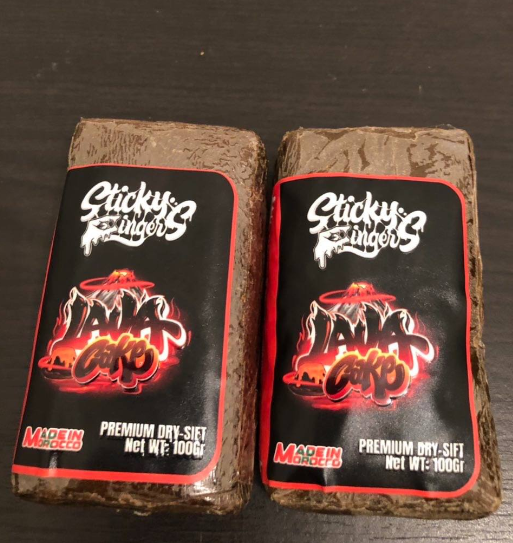 Sticky
Fingers
LAVA
Cake
MADE IN
MOROCCO
PREMIUM DRY-SIFT
Net WT: 100Gr
Sticky
Fingers
LAVA
Cake
MADE IN
MOROCCO
PREMIUM DRY-SIFT
Net WT: 100Gr